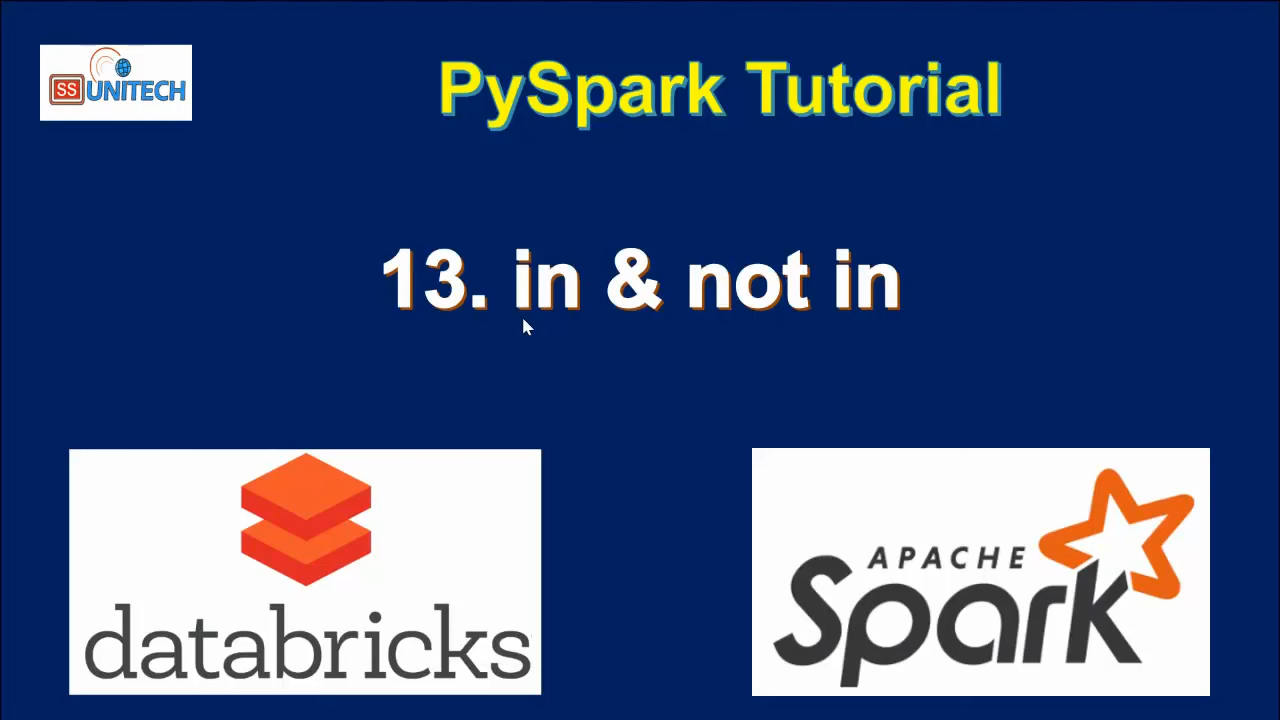 SS UNITECH
PySpark Tutorial
13. in & not in
databricks
APACHE
Spark